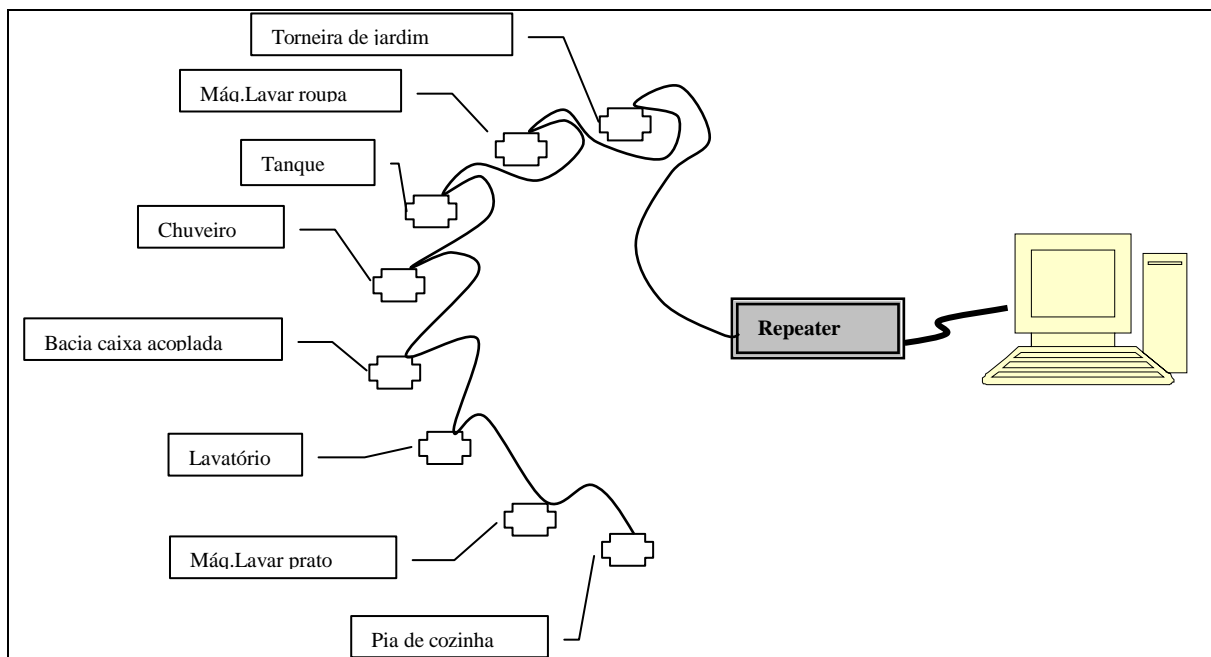 Torneira de jardim
Máq.Lavar roupa
Tanque
Chuveiro
Repeater
Bacia caixa acoplada
Lavatório
Máq.Lavar prato
Pia de cozinha